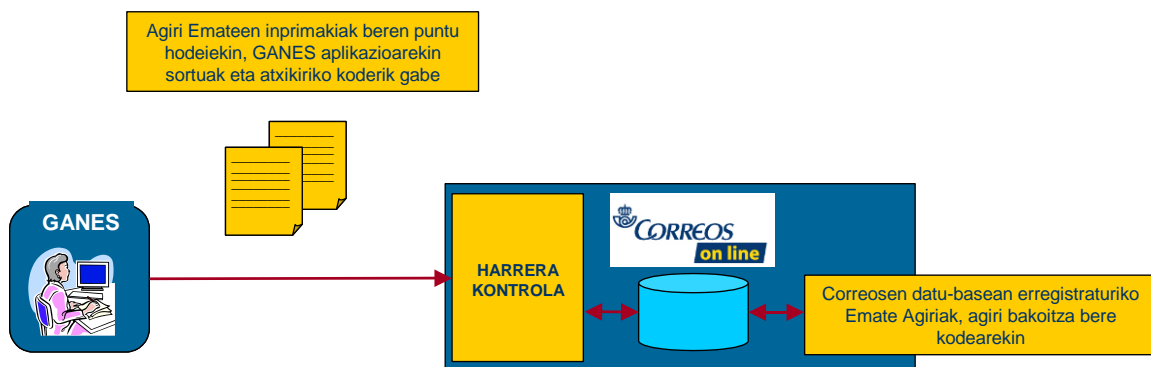 Agiri Emateen inprimakiak beren puntu
hodeiekin, GANES aplikazioarekin
sortuak eta atxikiriko koderik gabe
GANES
CORREOS
on line
HARRERA
KONTROLA
Correosen datu-basean erregistraturiko
Emate Agiriak, agiri bakoitza bere
kodearekin